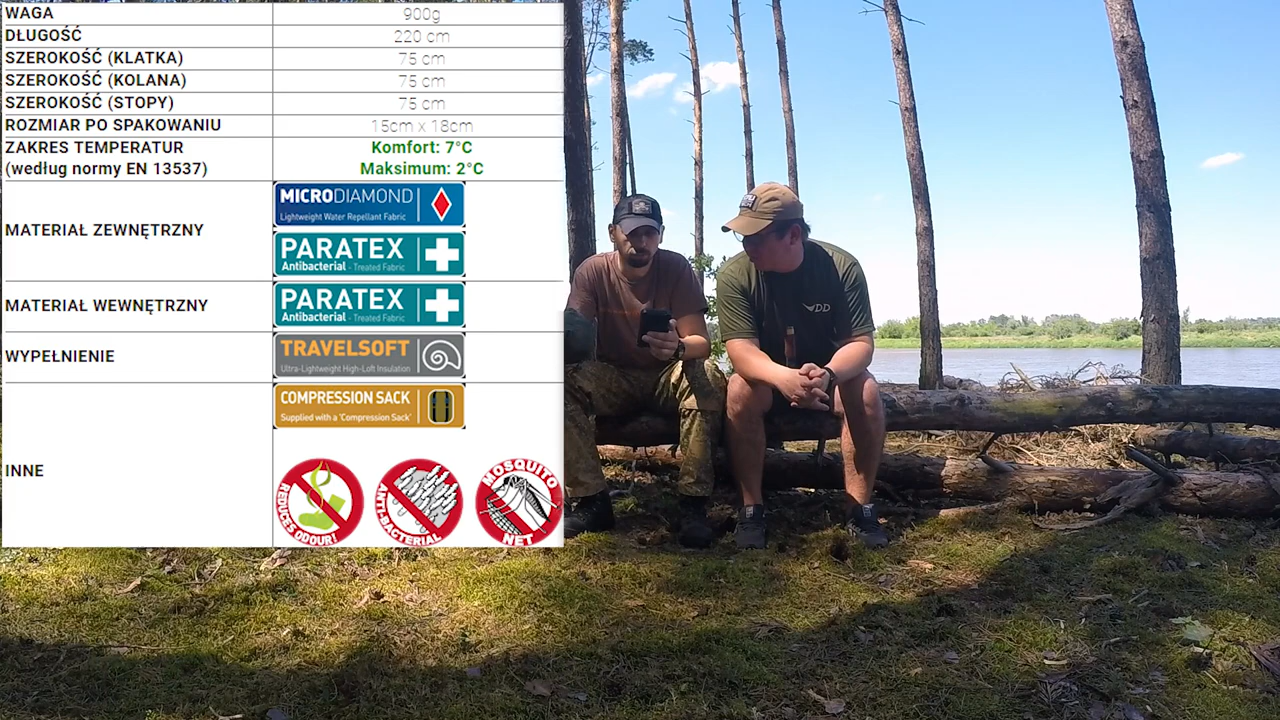 WAGA 900g
DŁUGOŚĆ 220 cm
SZEROKOŚĆ (KLATKA) 75 cm
SZEROKOŚĆ (KOLANA) 75 cm
SZEROKOŚĆ (STOPY) 75 cm
ROZMIAR PO SPAKOWANIU 15cm x 18cm
ZAKRES TEMPERATUR Komfort: 7°C
(według normy EN 13537) Maksimum: 2°C
MATERIAŁ ZEWNĘTRZNY
MICRODIAMOND
Lightweight Water Repellant Fabric
PARATEX
Antibacterial - Treated Fabric
MATERIAŁ WEWNĘTRZNY
PARATEX
Antibacterial - Treated Fabric
WYPEŁNIENIE
TRAVELSOFT
Ultra-Lightweight High-Loft Insulation
COMPRESSION SACK
Supplied with a 'Compression Sack'
INNE
REDUCES ODOUR!
ANTI-BACTERIAL
MOSQUITO NET
DD